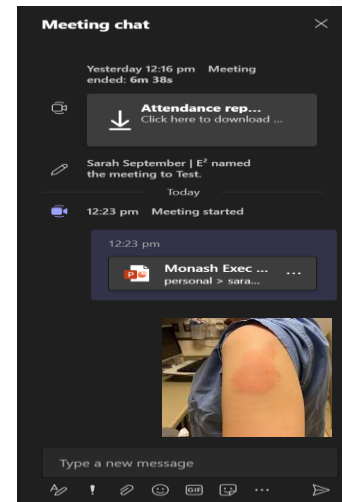 Meeting chat
Yesterday 12:16 pm Meeting
ended: 6m 38s
Attendance rep...
Click here to download ...
Sarah September | E² named
the meeting to Test.
Today
12:23 pm Meeting started
12:23 pm
Monash Exec ...
personal > sara...
Type a new message
GIF